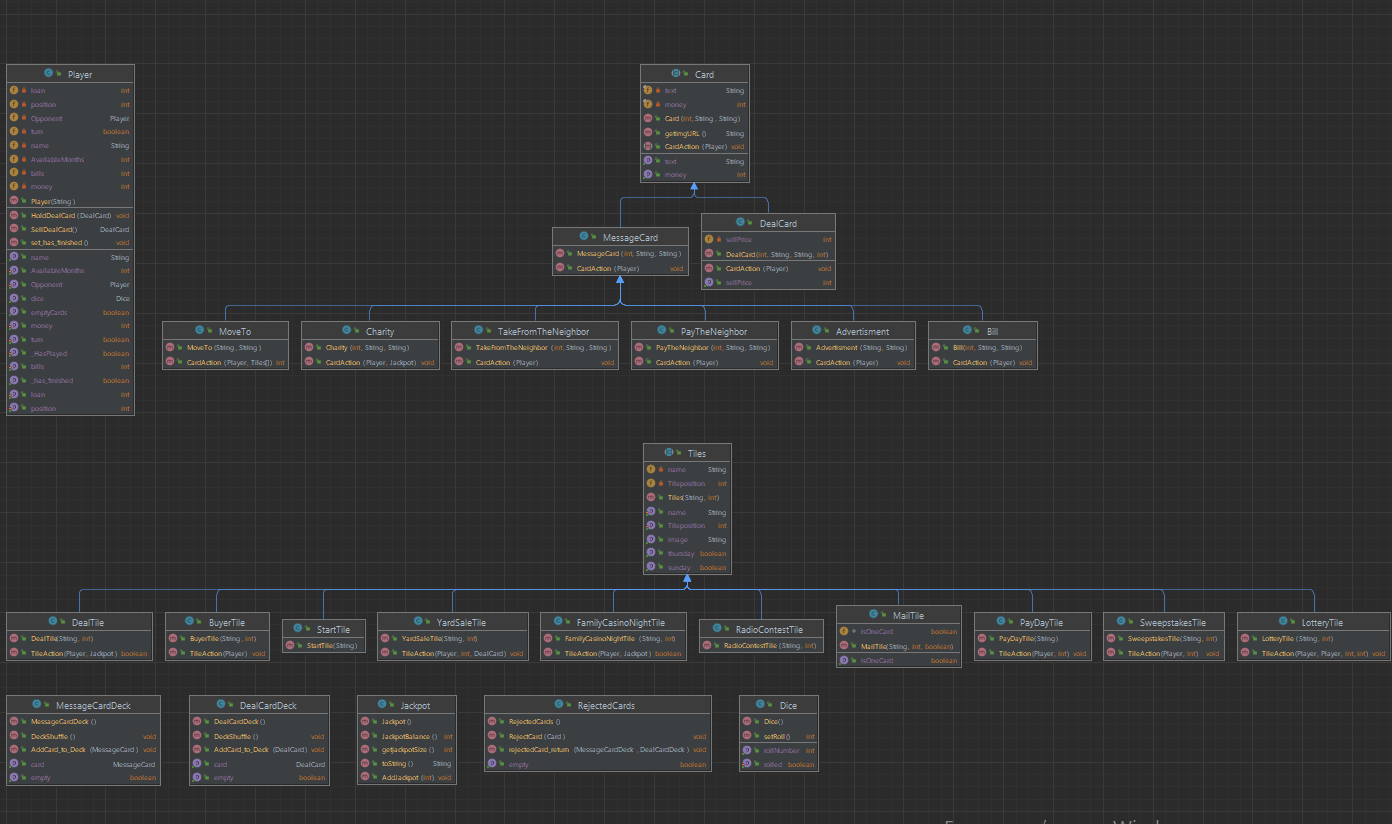 Player
loan int
position int
Opponent Player
turn boolean
name String
AvailableMonths int
bills int
money int
Player(String)
HoldDealCard (DealCard) void
SellDealCard() DealCard
set_has_finished () void
name String
AvailableMonths int
Opponent Player
dice Dice
emptyCards boolean
money int
turn boolean
_HasPlayed boolean
bills int
_has_finished boolean
loan int
position int
Card
text String
money int
Card (int, String, String)
getImgURL () String
CardAction (Player) void
text String
money int
MessageCard
MessageCard (int, String, String)
CardAction (Player) void
DealCard
sellPrice int
DealCard(int, String, String, int)
CardAction (Player) void
sellPrice int
MoveTo
MoveTo (String, String)
CardAction (Player, Tiles[]) int
Charity
Charity (int, String, String)
CardAction (Player, Jackpot) void
TakeFromTheNeighbor
TakeFromTheNeighbor (int, String, String)
CardAction (Player) void
PayTheNeighbor
PayTheNeighbor (int, String, String)
CardAction (Player) void
Advertisment
Advertisment (String, String)
CardAction (Player) void
Bill
Bill(int, String, String)
CardAction (Player) void
Tiles
name String
Tileposition int
Tiles(String, int)
name String
Tileposition int
image String
thursday boolean
sunday boolean
DealTile
DealTile(String, int)
TileAction(Player, Jackpot) boolean
BuyerTile
BuyerTile(String, int)
TileAction(Player) void
StartTile
StartTile(String)
YardSaleTile
YardSaleTile(String, int)
TileAction(Player, int, DealCard) void
FamilyCasinoNightTile
FamilyCasinoNightTile (String, int)
TileAction(Player, Jackpot) boolean
RadioContestTile
RadioContestTile (String, int)
MailTile
isOneCard boolean
MailTile(String, int, boolean)
isOneCard boolean
PayDayTile
PayDayTile(String)
TileAction(Player, int) void
SweepstakesTile
SweepstakesTile(String, int)
TileAction(Player, int) void
LotteryTile
LotteryTile (String, int)
TileAction(Player, Player, int, int) void
MessageCardDeck
MessageCardDeck ()
DeckShuffle () void
AddCard_to_Deck (MessageCard) void
card MessageCard
empty boolean
DealCardDeck
DealCardDeck ()
DeckShuffle () void
AddCard_to_Deck (DealCard) void
card DealCard
empty boolean
Jackpot
Jackpot ()
JackpotBalance () int
getJackpotSize () int
toString () String
AddJackpot (int) void
RejectedCards
RejectedCards ()
RejectCard (Card) void
rejectedCard_return (MessageCardDeck, DealCardDeck) void
empty boolean
Dice
Dice()
setRoll() int
rollNumber int
rolled boolean